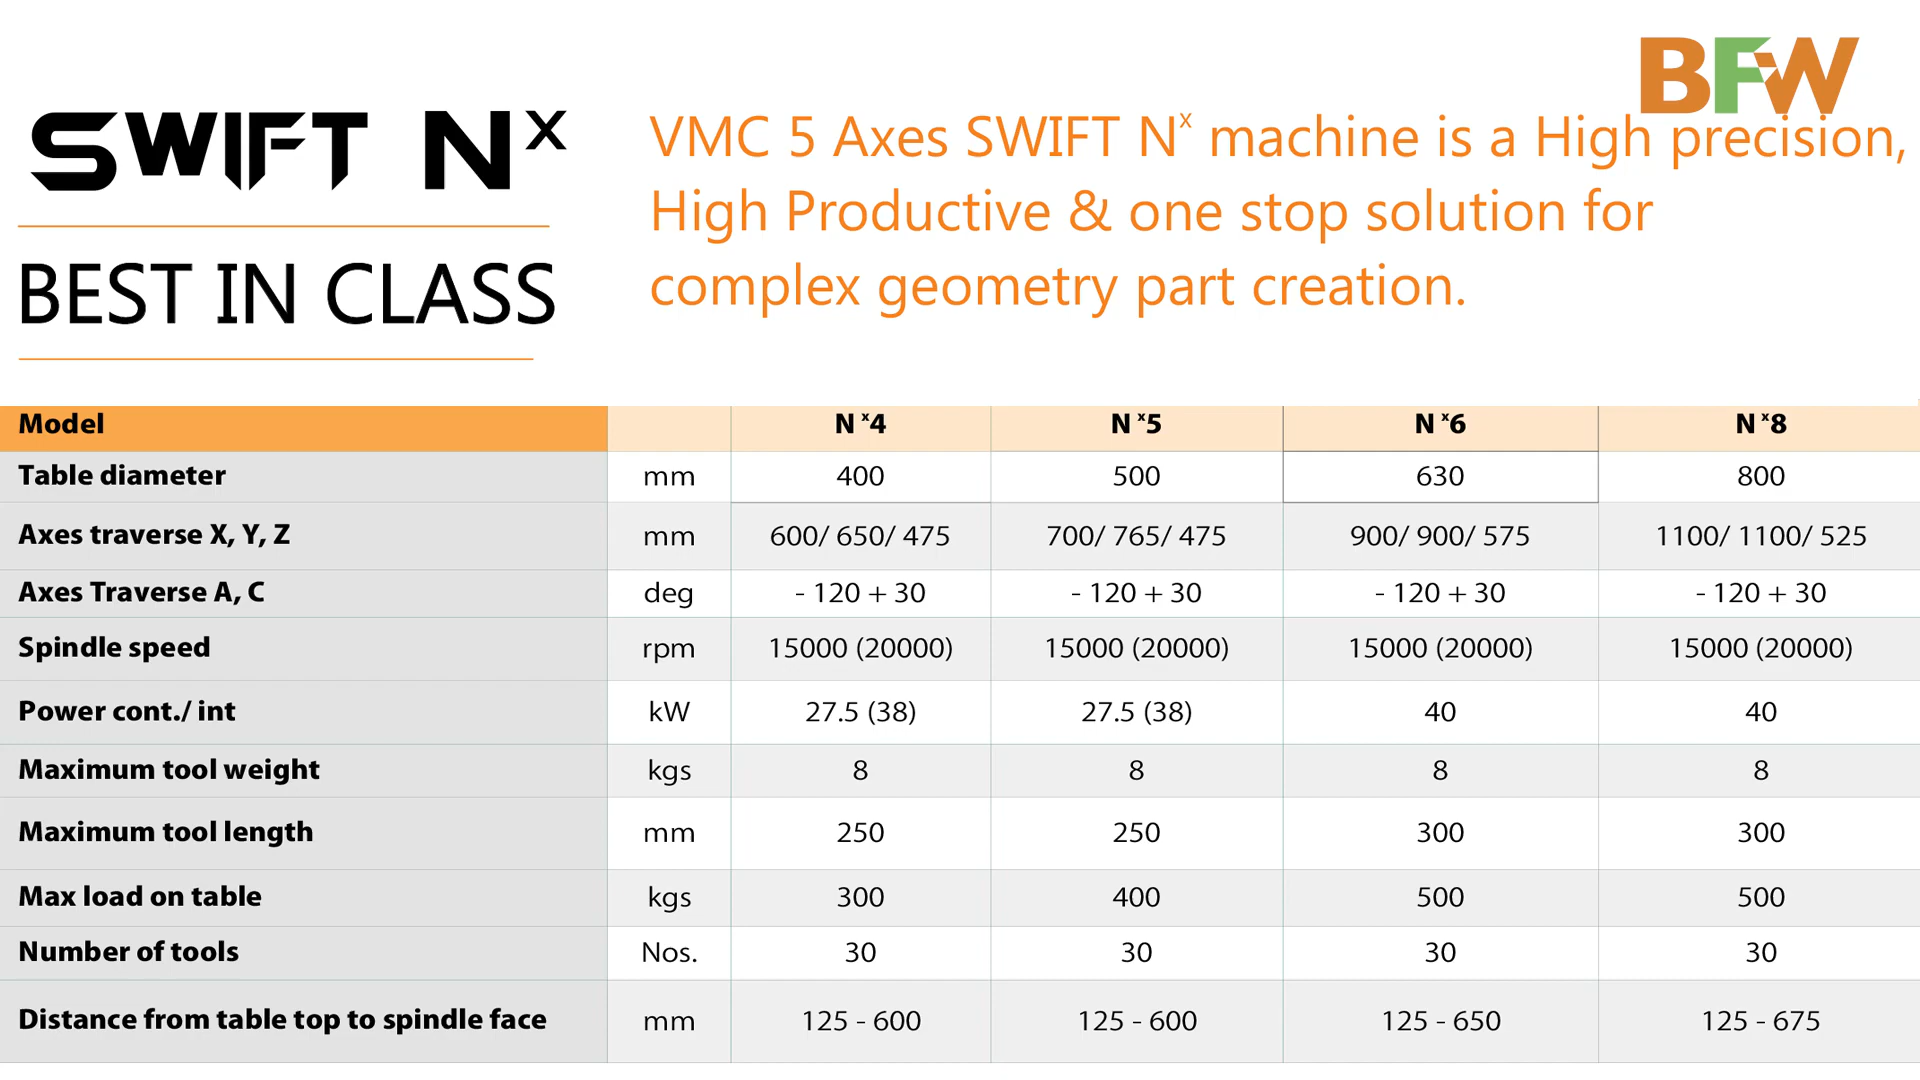 BFW
SWIFT Nx
BEST IN CLASS
VMC 5 Axes SWIFT Nx machine is a High precision,
High Productive & one stop solution for
complex geometry part creation.
Model N x4 N x5 N x6 N x8
Table diameter mm 400 500 630 800
Axes traverse X, Y, Z mm 600/ 650/ 475 700/ 765/ 475 900/ 900/ 575 1100/ 1100/ 525
Axes Traverse A, C deg - 120 + 30 - 120 + 30 - 120 + 30 - 120 + 30
Spindle speed rpm 15000 (20000) 15000 (20000) 15000 (20000) 15000 (20000)
Power cont./ int kW 27.5 (38) 27.5 (38) 40 40
Maximum tool weight kgs 8 8 8 8
Maximum tool length mm 250 250 300 300
Max load on table kgs 300 400 500 500
Number of tools Nos. 30 30 30 30
Distance from table top to spindle face mm 125 - 600 125 - 600 125 - 650 125 - 675